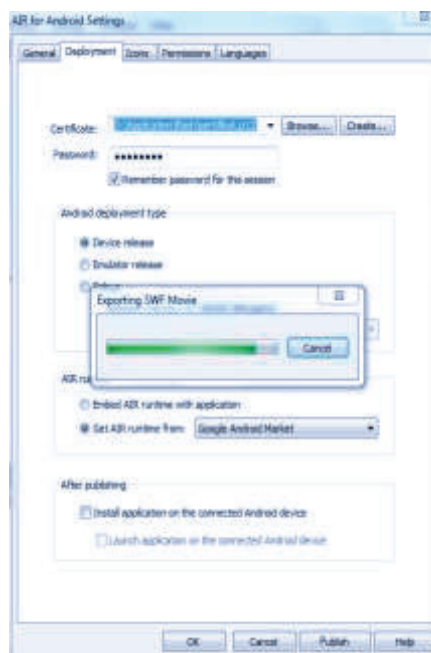 AIR for Android Settings
General Deployment Icons Permissions Languages
Certificate: Browse... Create...
Password: ●●●●●●●●
Remember password for this session
Android deployment type
Device release
Emulator release
Exporting SWF Movie
Cancel
AIR
Embed AIR runtime with application
Get AIR runtime from: Google Android Market
After publishing
Install application on the connected Android device
Launch application on the connected Android device
OK Cancel Publish Help